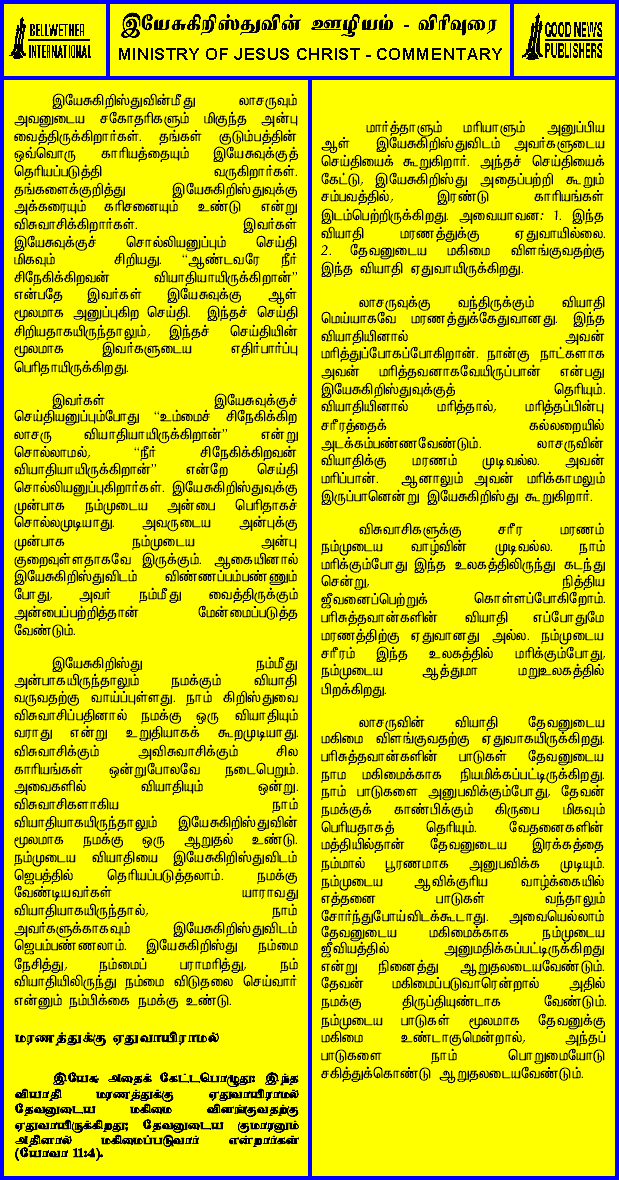 BELLWETHER
INTERNATIONAL
இயேசுகிறிஸ்துவின் ஊழியம் - விரிவுரை
MINISTRY OF JESUS CHRIST - COMMENTARY
GOOD NEWS
PUBLISHERS
இயேசுகிறிஸ்துவின்மீது லாசருவும்
அவனுடைய சகோதரிகளும் மிகுந்த அன்பு
வைத்திருக்கிறார்கள். தங்கள் குடும்பத்தின்
ஒவ்வொரு காரியத்தையும் இயேசுவுக்குத்
தெரியப்படுத்தி வருகிறார்கள்.
தங்களைக்குறித்து இயேசுகிறிஸ்துவுக்கு
அக்கரையும் கரிசனையும் உண்டு என்று
விசுவாசிக்கிறார்கள். இவர்கள்
இயேசுவுக்குச் சொல்லியனுப்பும் செய்தி
மிகவும் சிறியது. “ஆண்டவரே நீர்
சிநேகிக்கிறவன் வியாதியாயிருக்கிறான்”
என்பதே இவர்கள் இயேசுவுக்கு ஆள்
மூலமாக அனுப்புகிற செய்தி. இந்தச் செய்தி
சிறியதாகயிருந்தாலும், இந்தச் செய்தியின்
மூலமாக இவர்களுடைய எதிர்பார்ப்பு
பெரிதாயிருக்கிறது.
இவர்கள் இயேசுவுக்குச்
செய்தியனுப்பும்போது “உம்மைச் சிநேகிக்கிற
லாசரு வியாதியாயிருக்கிறான்” என்று
சொல்லாமல், “நீர் சிநேகிக்கிறவன்
வியாதியாயிருக்கிறான்” என்றே செய்தி
சொல்லியனுப்புகிறார்கள். இயேசுகிறிஸ்துவுக்கு
முன்பாக நம்முடைய அன்பை பெரிதாகச்
சொல்லமுடியாது. அவருடைய அன்புக்கு
முன்பாக நம்முடைய அன்பு
குறைவுள்ளதாகவே இருக்கும். ஆகையினால்
இயேசுகிறிஸ்துவிடம் விண்ணப்பம்பண்ணும்
போது, அவர் நம்மீது வைத்திருக்கும்
அன்பைப்பற்றித்தான் மேன்மைப்படுத்த
வேண்டும்.
இயேசுகிறிஸ்து நம்மீது
அன்பாகயிருந்தாலும் நமக்கும் வியாதி
வருவதற்கு வாய்ப்புள்ளது. நாம் கிறிஸ்துவை
விசுவாசிப்பதினால் நமக்கு ஒரு வியாதியும்
வராது என்று உறுதியாகக் கூறமுடியாது.
விசுவாசிக்கும் அவிசுவாசிக்கும் சில
காரியங்கள் ஒன்றுபோலவே நடைபெறும்.
அவைகளில் வியாதியும் ஒன்று.
விசுவாசிகளாகிய நாம்
வியாதியாகயிருந்தாலும் இயேசுகிறிஸ்துவின்
மூலமாக நமக்கு ஒரு ஆறுதல் உண்டு.
நம்முடைய வியாதியை இயேசுகிறிஸ்துவிடம்
ஜெபத்தில் தெரியப்படுத்தலாம். நமக்கு
வேண்டியவர்கள் யாராவது
வியாதியாகயிருந்தால், நாம்
அவர்களுக்காகவும் இயேசுகிறிஸ்துவிடம்
ஜெபம்பண்ணலாம். இயேசுகிறிஸ்து நம்மை
நேசித்து, நம்மைப் பராமரித்து, நம்
வியாதியிலிருந்து நம்மை விடுதலை செய்வார்
என்னும் நம்பிக்கை நமக்கு உண்டு.
மரணத்துக்கு ஏதுவாயிராமல்
இயேசு அதைக் கேட்டபொழுது: இந்த
வியாதி மரணத்துக்கு ஏதுவாயிராமல்
தேவனுடைய மகிமை விளங்குவதற்கு
ஏதுவாயிருக்கிறது; தேவனுடைய குமாரனும்
அதினால் மகிமைப்படுவார் என்றார்கள்
(யோவா 11:4).
மார்த்தாளும் மரியாளும் அனுப்பிய
ஆள் இயேசுகிறிஸ்துவிடம் அவர்களுடைய
செய்தியைக் கூறுகிறார். அந்தச் செய்தியைக்
கேட்டு, இயேசுகிறிஸ்து அதைப்பற்றி கூறும்
சம்பவத்தில், இரண்டு காரியங்கள்
இடம்பெற்றிருக்கிறது. அவையாவன: 1. இந்த
வியாதி மரணத்துக்கு ஏதுவாயில்லை.
2. தேவனுடைய மகிமை விளங்குவதற்கு
இந்த வியாதி ஏதுவாயிருக்கிறது.
லாசருவுக்கு வந்திருக்கும் வியாதி
மெய்யாகவே மரணத்துக்கேதுவானது. இந்த
வியாதியினால் அவன்
மரித்துப்போகப்போகிறான். நான்கு நாட்களாக
அவன் மரித்தவனாகவேயிருப்பான் என்பது
இயேசுகிறிஸ்துவுக்குத் தெரியும்.
வியாதியினால் மரித்தால், மரித்தப்பின்பு
சரீரத்தைக் கல்லறையில்
அடக்கம்பண்ணவேண்டும். லாசருவின்
வியாதிக்கு மரணம் முடிவல்ல. அவன்
மரிப்பான். ஆனாலும் அவன் மரிக்காமலும்
இருப்பானென்று இயேசுகிறிஸ்து கூறுகிறார்.
விசுவாசிகளுக்கு சரீர மரணம்
நம்முடைய வாழ்வின் முடிவல்ல. நாம்
மரிக்கும்போது இந்த உலகத்திலிருந்து கடந்து
சென்று, நித்திய
ஜீவனைப்பெற்றுக் கொள்ளப்போகிறோம்.
பரிசுத்தவான்களின் வியாதி எப்போதுமே
மரணத்திற்கு ஏதுவானது அல்ல. நம்முடைய
சரீரம் இந்த உலகத்தில் மரிக்கும்போது,
நம்முடைய ஆத்துமா மறுஉலகத்தில்
பிறக்கிறது.
லாசருவின் வியாதி தேவனுடைய
மகிமை விளங்குவதற்கு ஏதுவாகயிருக்கிறது.
பரிசுத்தவான்களின் பாடுகள் தேவனுடைய
நாம மகிமைக்காக நியமிக்கப்பட்டிருக்கிறது.
நாம் பாடுகளை அனுபவிக்கும்போது, தேவன்
நமக்குக் காண்பிக்கும் கிருபை மிகவும்
பெரியதாகத் தெரியும். வேதனைகளின்
மத்தியில்தான் தேவனுடைய இரக்கத்தை
நம்மால் பூரணமாக அனுபவிக்க முடியும்.
நம்முடைய ஆவிக்குரிய வாழ்க்கையில்
எத்தனை பாடுகள் வந்தாலும்
சோர்ந்துபோய்விடக்கூடாது. அவையெல்லாம்
தேவனுடைய மகிமைக்காக நம்முடைய
ஜீவியத்தில் அனுமதிக்கப்பட்டிருக்கிறது
என்று நினைத்து ஆறுதலடையவேண்டும்.
தேவன் மகிமைப்படுவாரென்றால் அதில்
நமக்கு திருப்தியுண்டாக வேண்டும்.
நம்முடைய பாடுகள் மூலமாக தேவனுக்கு
மகிமை உண்டாகுமென்றால், அந்தப்
பாடுகளை நாம் பொறுமையோடு
சகித்துக்கொண்டு ஆறுதலடையவேண்டும்.